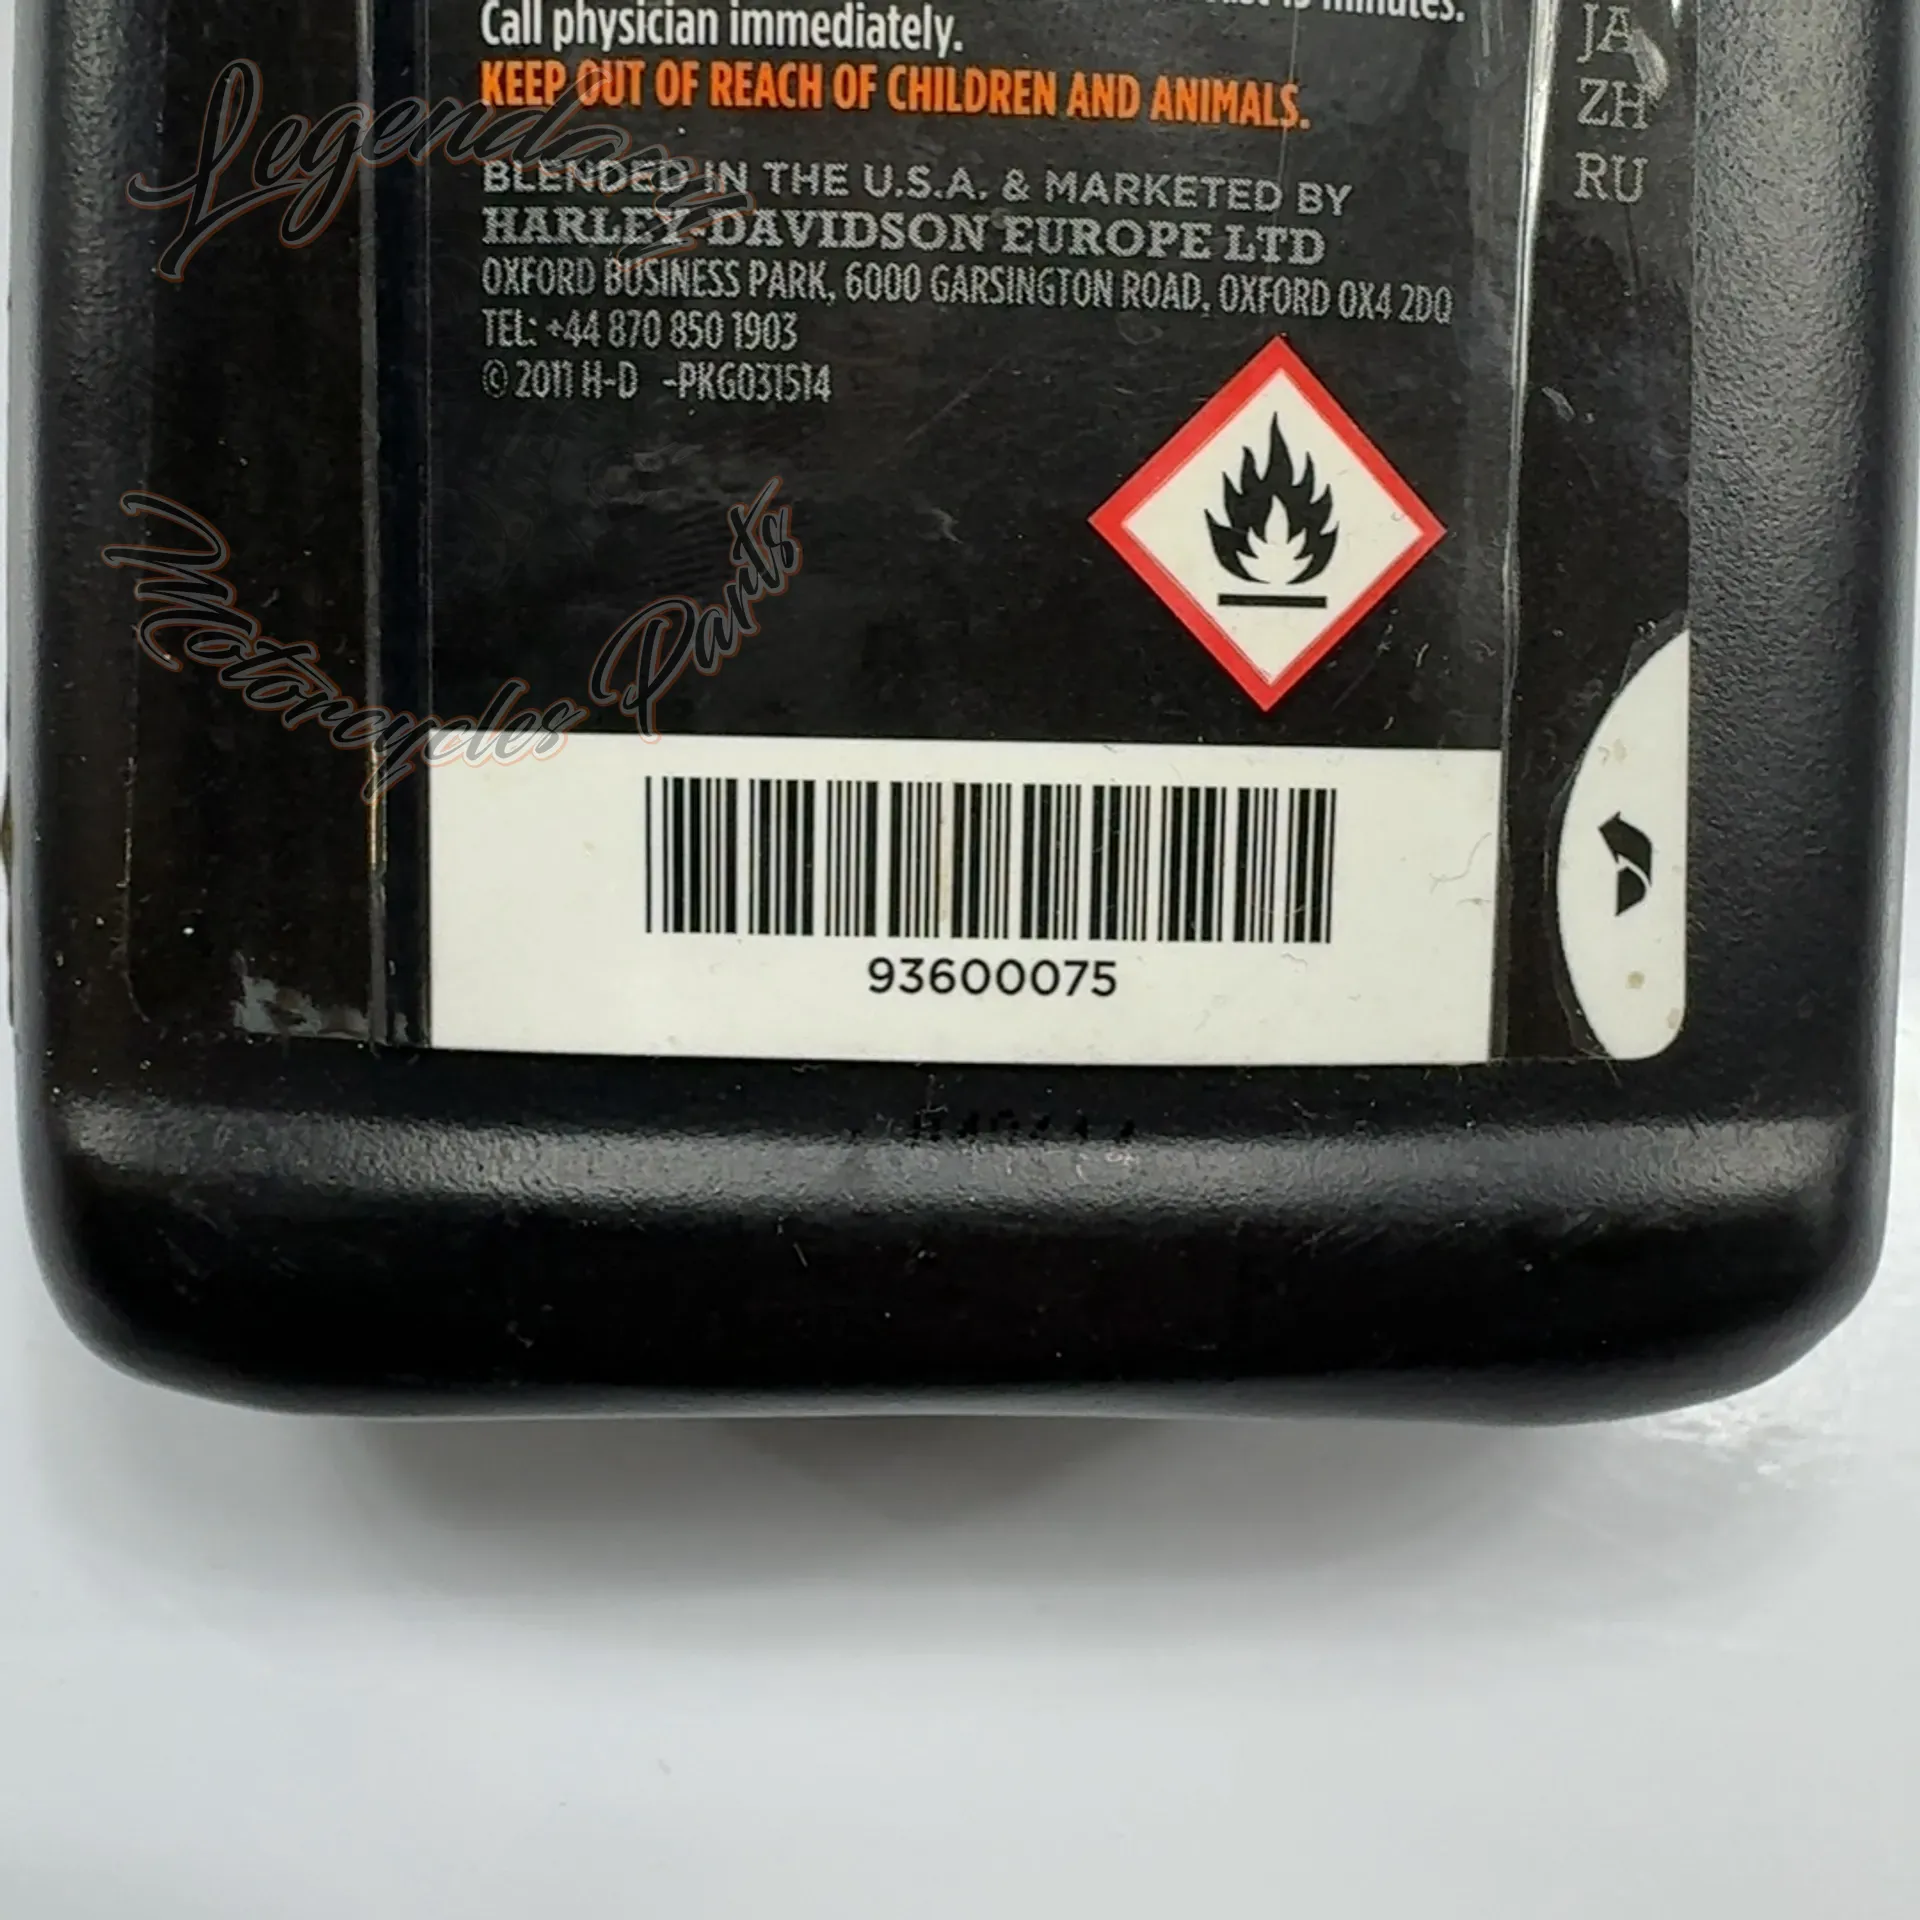 minutes.
Call physician immediately.
KEEP OUT OF REACH OF CHILDREN AND ANIMALS.
BLENDED IN THE U.S.A. & MARKETED BY
HARLEY-DAVIDSON EUROPE LTD
OXFORD BUSINESS PARK, 6000 GARSINGTON ROAD, OXFORD OX4 2DQ
TEL: +44 870 850 1903
© 2011 H-D -PKG031514
JA
ZH
RU
Legendary
Motorcycles Parts
93600075